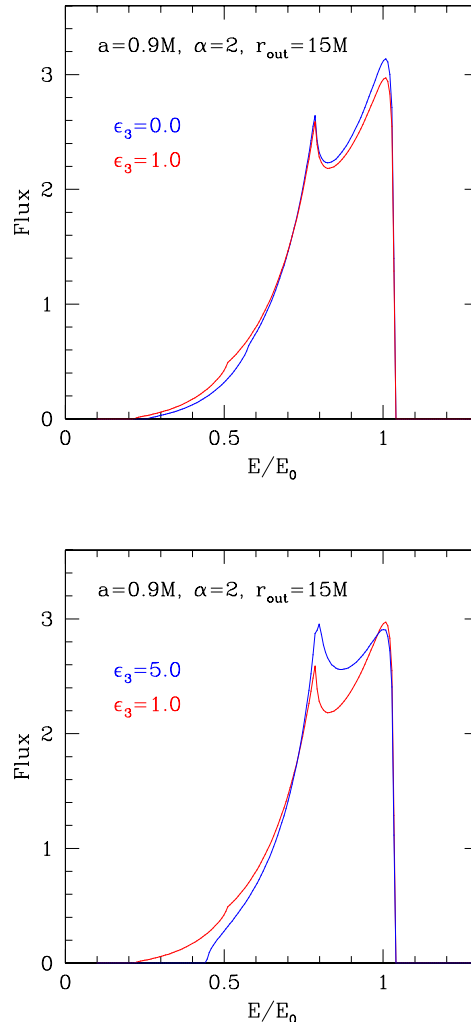 a=0.9M, α=2, r_out=15M
ϵ_3=0.0
ϵ_3=1.0
Flux
3
2
1
0
0 0.5 1
E/E_0
a=0.9M, α=2, r_out=15M
ϵ_3=5.0
ϵ_3=1.0
Flux
3
2
1
0
0 0.5 1
E/E_0